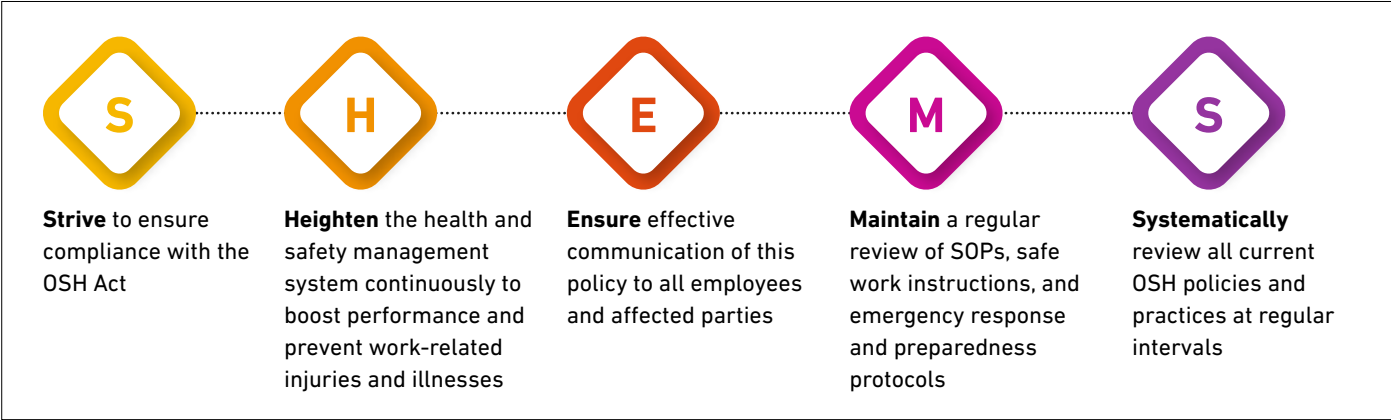 S
H
E
M
S
Strive to ensure
compliance with the
OSH Act
Heighten the health and
safety management
system continuously to
boost performance and
prevent work-related
injuries and illnesses
Ensure effective
communication of this
policy to all employees
and affected parties
Maintain a regular
review of SOPs, safe
work instructions, and
emergency response
and preparedness
protocols
Systematically
review all current
OSH policies and
practices at regular
intervals